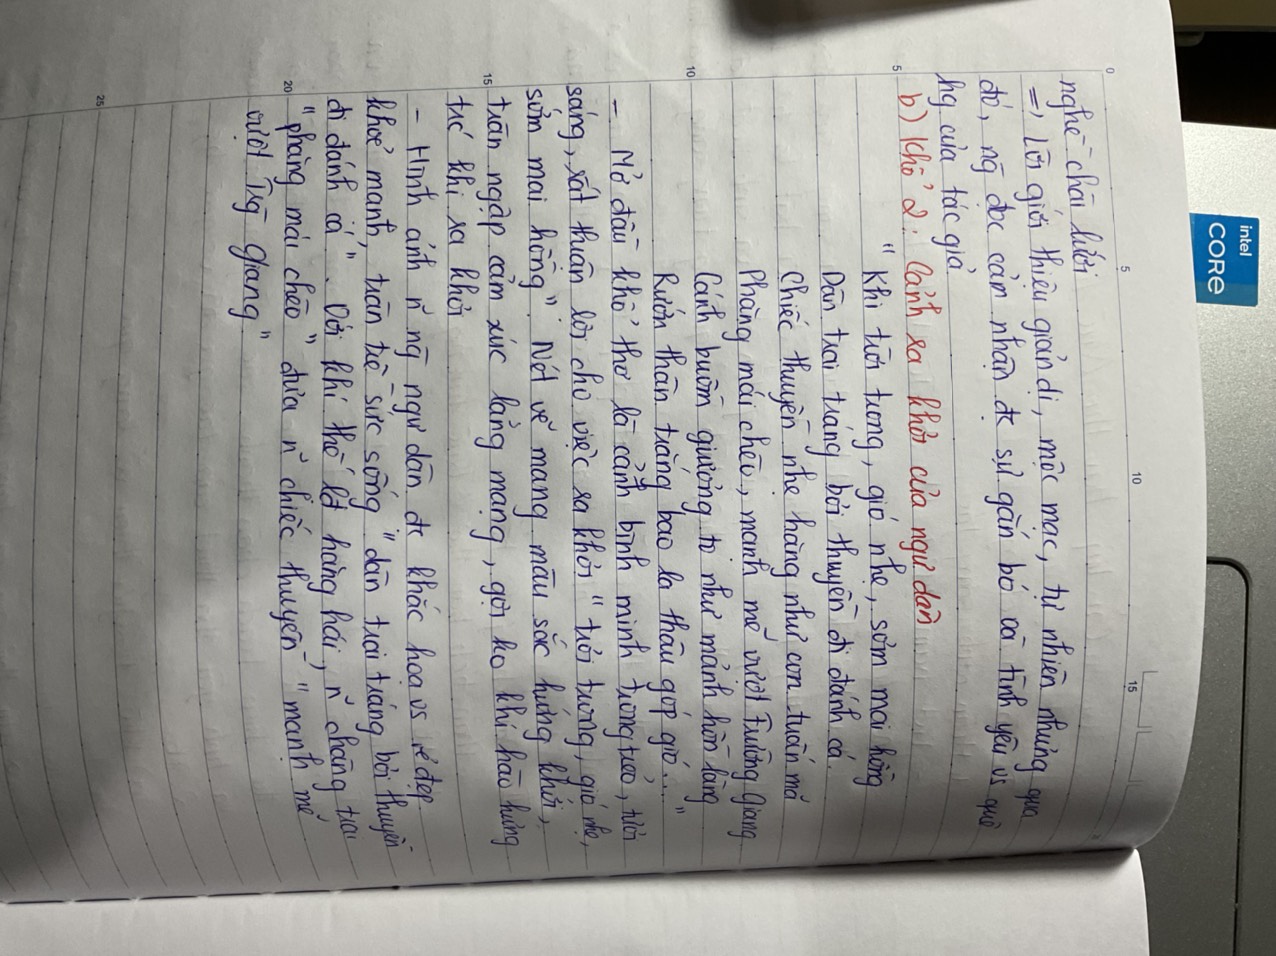 intel
CORE
0 5 10 15
nghề chài lưới
=> Lời giới thiệu giản dị, mộc mạc, tự nhiên nhưng qua
đó, ng̃ đọc cảm nhận đc sự gắn bó và tình yêu vs quê
hg của tác giả
b) Khổ 2: Cảnh ra khơi của ngư dân
5
" Khi trời trong, gió nhẹ, sớm mai hồng
Dân trai tráng bơi thuyền đi đánh cá
Chiếc thuyền nhẹ hăng như con tuấn mã
Phăng mái chèo, mạnh mẽ vượt Trường Giang
Cánh buồm giương to như mảnh hồn làng
10
Rướn thân trắng bao la thâu góp gió..."
- Mở đầu khổ thơ là cảnh bình minh trong trẻo, tươi
sáng, rất thuận lợi cho việc ra khơi "trời trong, gió nhẹ,
sớm mai hồng". Nét vẽ mang màu sắc hứng khởi,
tràn ngập cảm xúc lãng mạng, gợi ko khí hào hứng
15
trc khi ra khơi
- Hình ảnh n~ ng̃ ngư dân đc khắc hoạ vs vẻ đẹp
khoẻ mạnh, tràn trề sức sống "dân trai tráng bơi thuyền
đi đánh cá". Với khí thế lđ hăng hái, n~ chàng trai
20
"phăng mái chèo" đưa n~ chiếc thuyền "mạnh mẽ
vượt Trg̃ Giang"
25